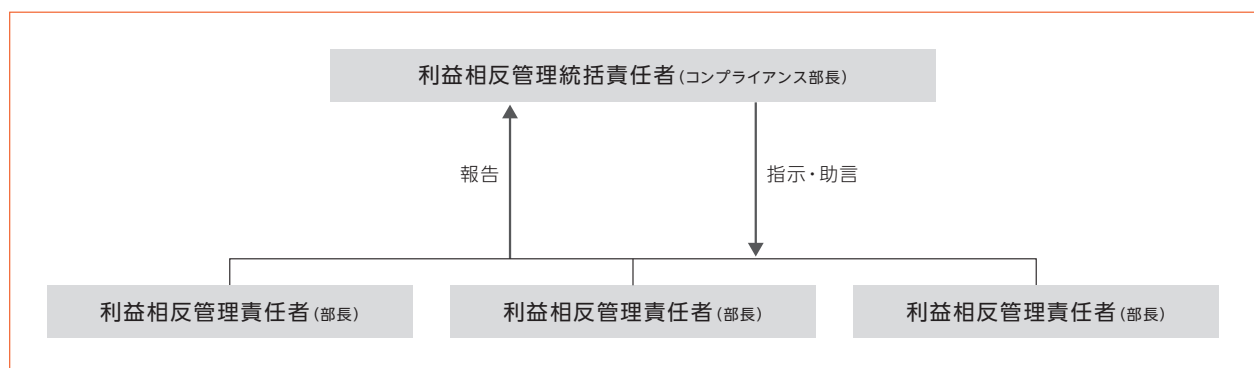 利益相反管理統括責任者(コンプライアンス部長)
報告
指示・助言
利益相反管理責任者(部長)
利益相反管理責任者(部長)
利益相反管理責任者(部長)